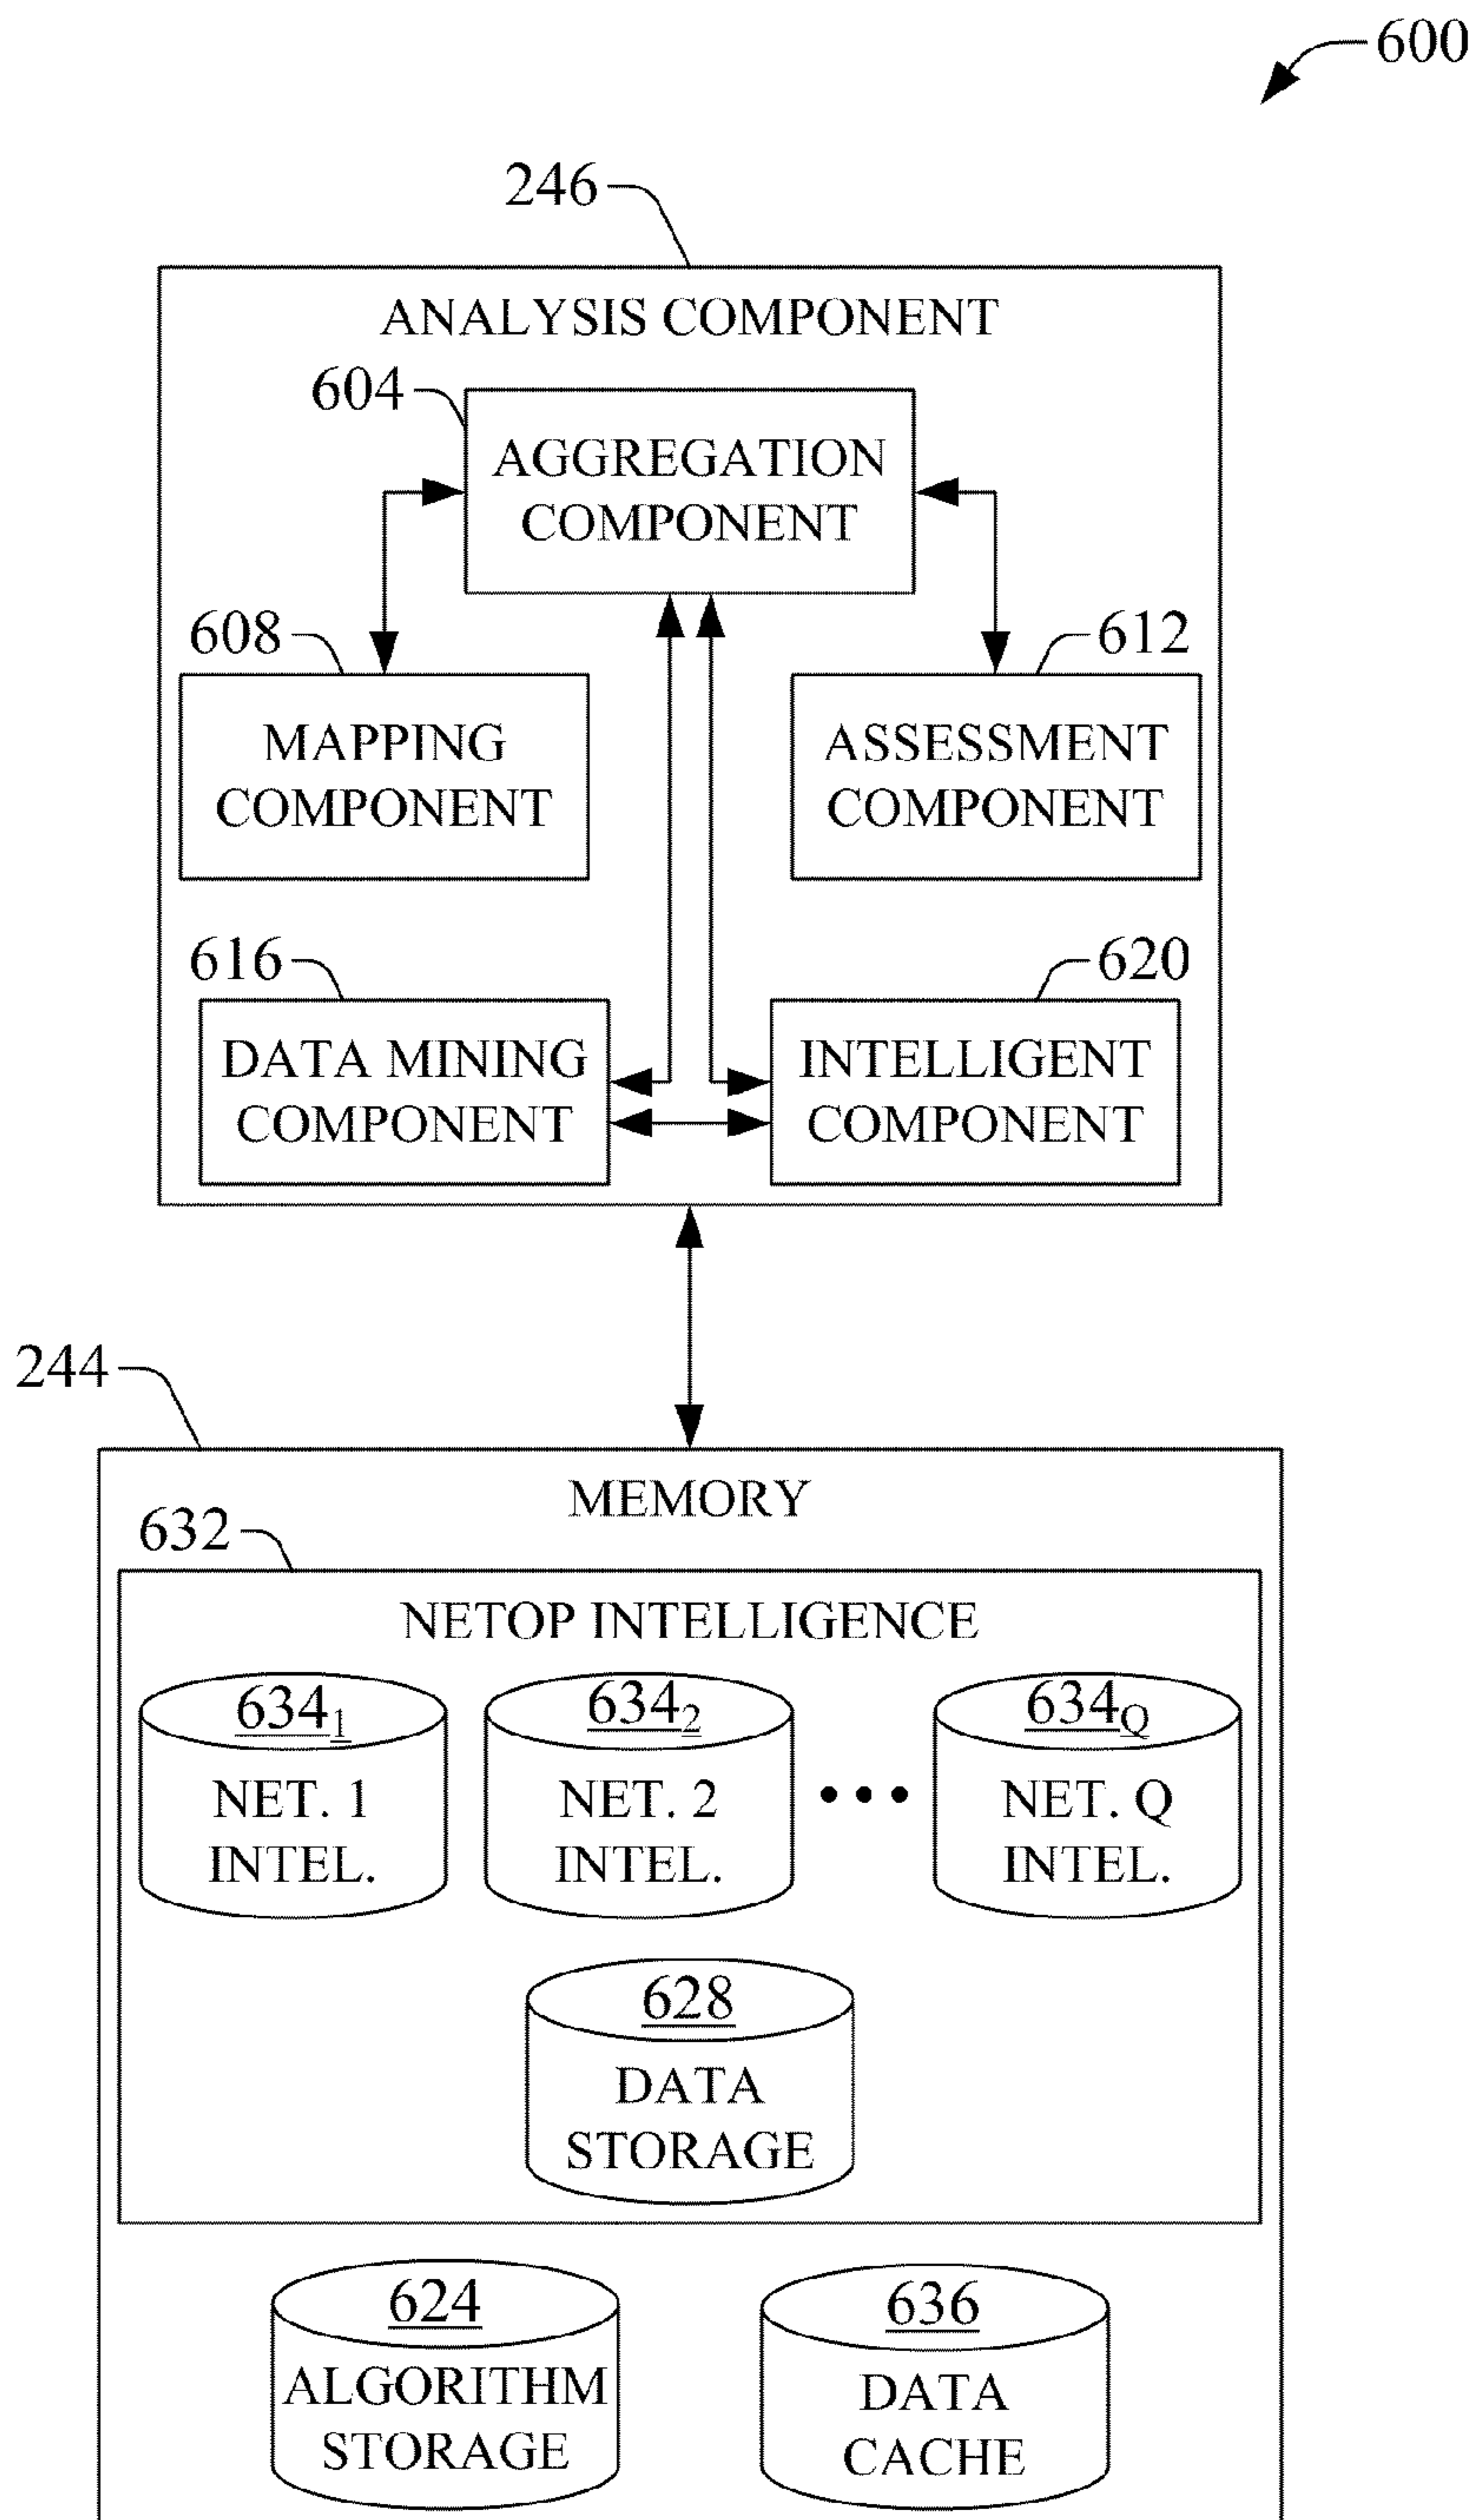 600
246
ANALYSIS COMPONENT
604
AGGREGATION
COMPONENT
608
612
MAPPING
COMPONENT
ASSESSMENT
COMPONENT
616
620
DATA MINING
COMPONENT
INTELLIGENT
COMPONENT
244
MEMORY
632
NETOP INTELLIGENCE
634₁
NET. 1
INTEL.
634₂
NET. 2
INTEL.
•••
634Q
NET. Q
INTEL.
628
DATA
STORAGE
624
ALGORITHM
STORAGE
636
DATA
CACHE